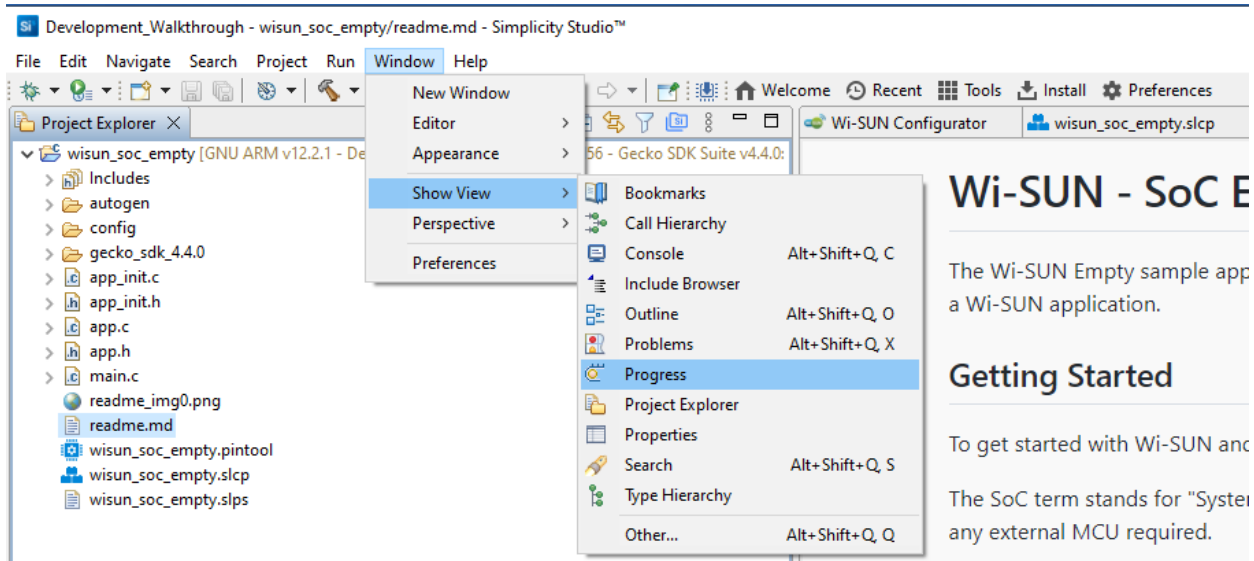 Development_Walkthrough - wisun_soc_empty/readme.md - Simplicity Studio™
File Edit Navigate Search Project Run Window Help
Welcome Recent Tools Install Preferences
Project Explorer
Wi-SUN Configurator wisun_soc_empty.slcp
wisun_soc_empty [GNU ARM v12.2.1 - De
56 - Gecko SDK Suite v4.4.0:
Includes
autogen
config
gecko_sdk_4.4.0
app_init.c
app_init.h
app.c
app.h
main.c
readme_img0.png
readme.md
wisun_soc_empty.pintool
wisun_soc_empty.slcp
wisun_soc_empty.slps
New Window
Editor
Appearance
Show View
Perspective
Preferences
Bookmarks
Call Hierarchy
Console Alt+Shift+Q, C
Include Browser
Outline Alt+Shift+Q, O
Problems Alt+Shift+Q, X
Progress
Project Explorer
Properties
Search Alt+Shift+Q, S
Type Hierarchy
Other... Alt+Shift+Q, Q
Wi-SUN - SoC E
The Wi-SUN Empty sample app
a Wi-SUN application.
Getting Started
To get started with Wi-SUN and
The SoC term stands for "System
any external MCU required.